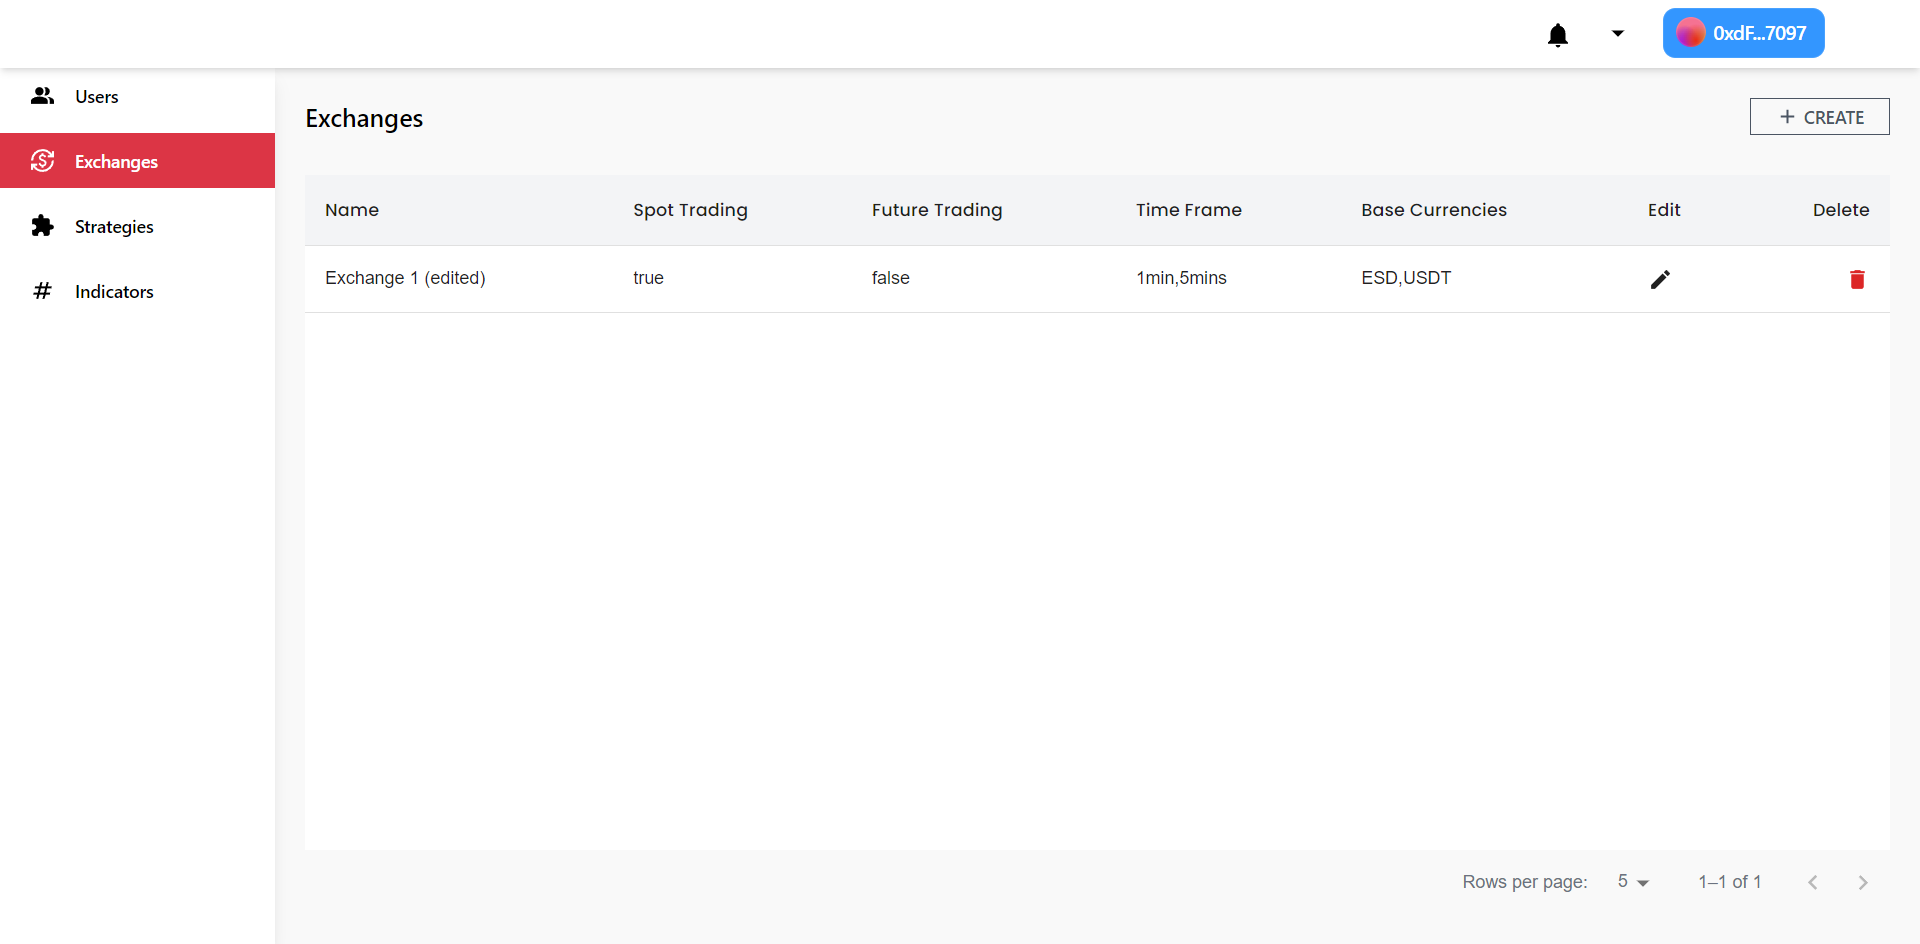 0xdF...7097
Users
Exchanges
Strategies
Indicators
Exchanges
CREATE
Name Spot Trading Future Trading Time Frame Base Currencies Edit Delete
Exchange 1 (edited) true false 1min,5mins ESD,USDT
Rows per page: 5 1–1 of 1